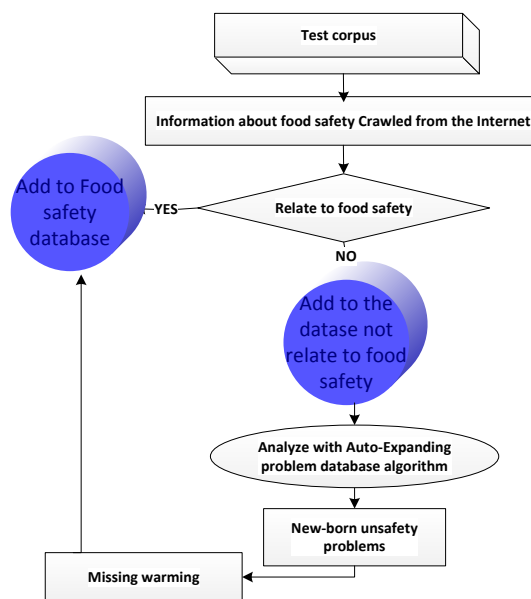 Test corpus
Information about food safety Crawled from the Internet
Add to Food
safety
database
YES
Relate to food safety
NO
Add to the
datase not
relate to food
safety
Analyze with Auto-Expanding
problem database algorithm
New-born unsafety
problems
Missing warming